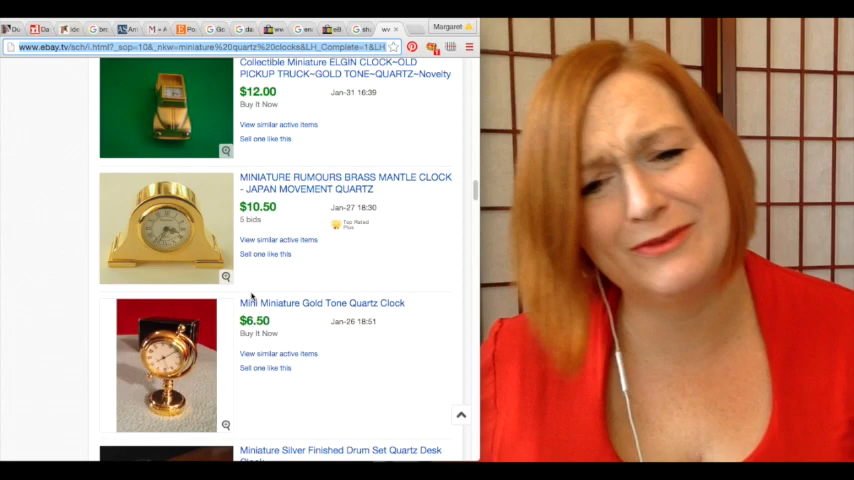 Margaret
www.ebay.tv/sch/i.html?_sop=10&_nkw=miniature%20quartz%20clocks&LH_Complete=1&LH
Collectible Miniature ELGIN CLOCK~OLD
PICKUP TRUCK~GOLD TONE~QUARTZ~Novelty
$12.00
Jan-31 16:39
Buy It Now
View similar active items
Sell one like this
MINIATURE RUMOURS BRASS MANTLE CLOCK
- JAPAN MOVEMENT QUARTZ
$10.50
Jan-27 18:30
5 bids
Top Rated
Plus
View similar active items
Sell one like this
Mini Miniature Gold Tone Quartz Clock
$6.50
Jan-26 18:51
Buy It Now
View similar active items
Sell one like this
Miniature Silver Finished Drum Set Quartz Desk